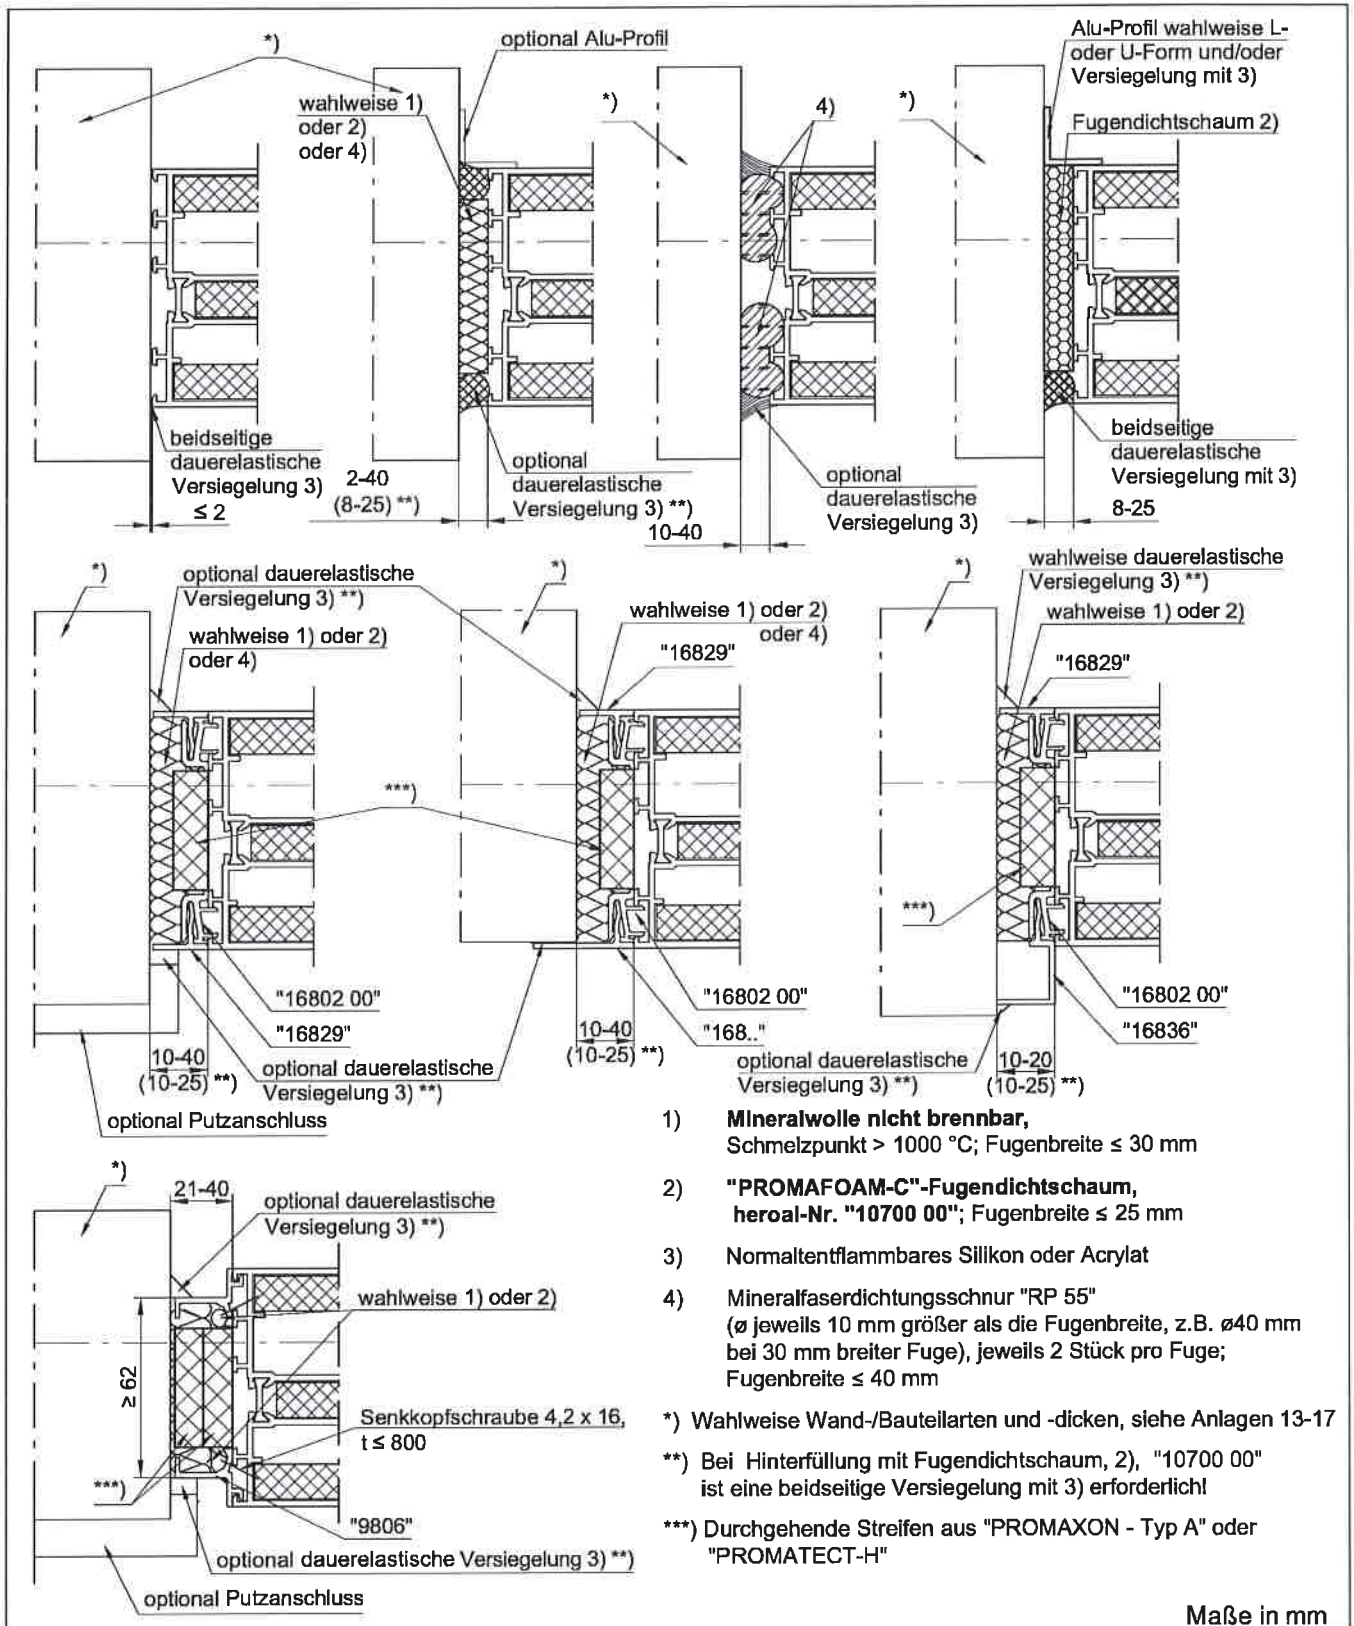 *)
optional Alu-Profil
wahlweise 1)
oder 2)
oder 4)
*)
4)
*)
Alu-Profil wahlweise L-
oder U-Form und/oder
Versiegelung mit 3)
Fugendichtschaum 2)
beidseitige
dauerelastische
Versiegelung 3)
≤ 2
2-40
(8-25) **)
optional
dauerelastische
Versiegelung 3) **)
10-40
optional
dauerelastische
Versiegelung 3)
beidseitige
dauerelastische
Versiegelung mit 3)
8-25
*)
optional dauerelastische
Versiegelung 3) **)
wahlweise 1) oder 2)
oder 4)
***)
"16802 00"
"16829"
10-40
(10-25) **)
optional dauerelastische
Versiegelung 3) **)
optional Putzanschluss
*)
wahlweise 1) oder 2)
oder 4)
"16829"
"16802 00"
"168.."
10-40
(10-25) **)
*)
wahlweise dauerelastische
Versiegelung 3) **)
wahlweise 1) oder 2)
"16829"
***)
"16802 00"
"16836"
optional dauerelastische
Versiegelung 3) **)
10-20
(10-25) **)
*)
21-40
optional dauerelastische
Versiegelung 3) **)
wahlweise 1) oder 2)
≥ 62
Senkkopfschraube 4,2 x 16,
t ≤ 800
***)
"9806"
optional dauerelastische Versiegelung 3) **)
optional Putzanschluss
1) Mineralwolle nicht brennbar,
Schmelzpunkt > 1000 °C; Fugenbreite ≤ 30 mm
2) "PROMAFOAM-C"-Fugendichtschaum,
heroal-Nr. "10700 00"; Fugenbreite ≤ 25 mm
3) Normaltentflammbares Silikon oder Acrylat
4) Mineralfaserdichtungsschnur "RP 55"
(ø jeweils 10 mm größer als die Fugenbreite, z.B. ø40 mm
bei 30 mm breiter Fuge), jeweils 2 Stück pro Fuge;
Fugenbreite ≤ 40 mm
*) Wahlweise Wand-/Bauteilarten und -dicken, siehe Anlagen 13-17
**) Bei Hinterfüllung mit Fugendichtschaum, 2), "10700 00"
ist eine beidseitige Versiegelung mit 3) erforderlich!
***) Durchgehende Streifen aus "PROMAXON - Typ A" oder
"PROMATECT-H"
Maße in mm